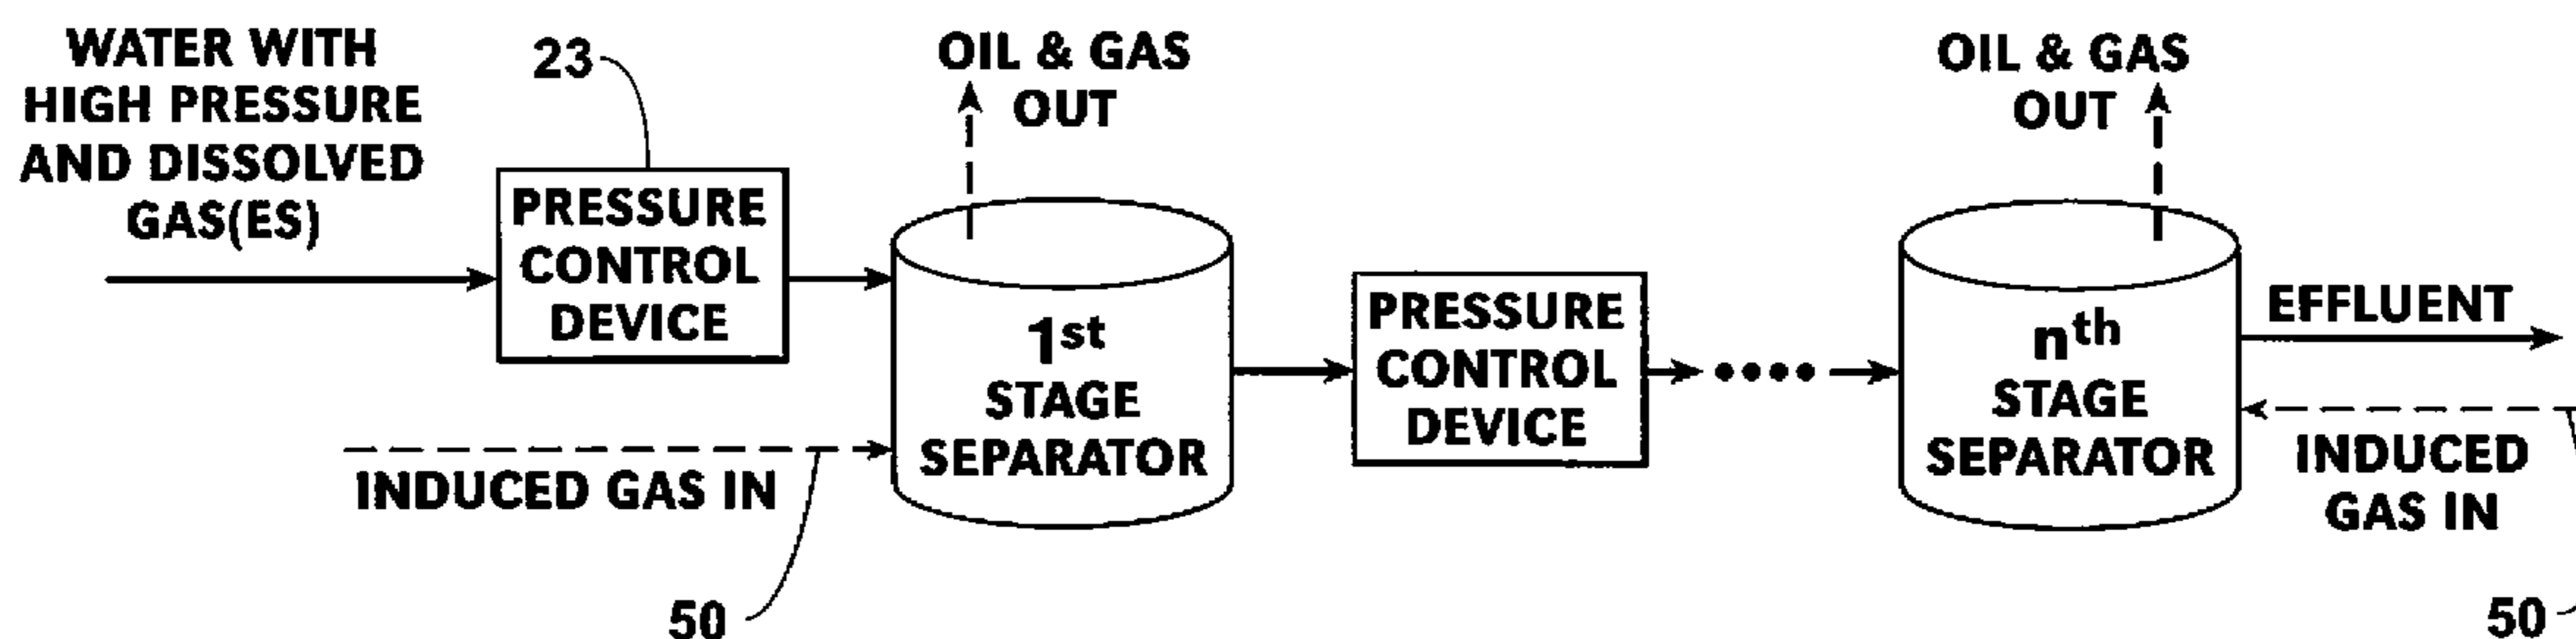 WATER WITH
HIGH PRESSURE
AND DISSOLVED
GAS(ES)
23
PRESSURE
CONTROL
DEVICE
OIL & GAS
OUT
1st
STAGE
SEPARATOR
INDUCED GAS IN
50
PRESSURE
CONTROL
DEVICE
OIL & GAS
OUT
nth
STAGE
SEPARATOR
EFFLUENT
INDUCED
GAS IN
50